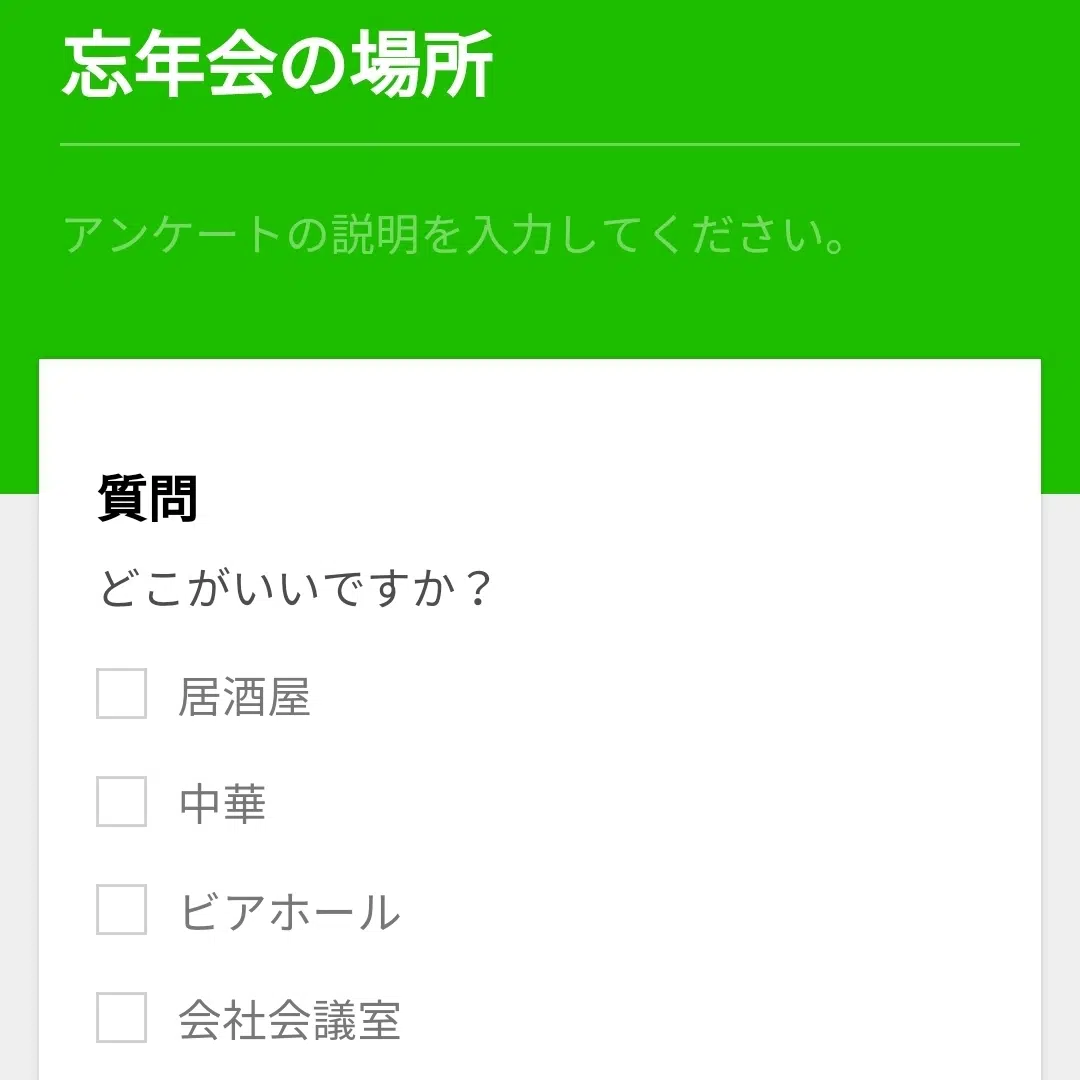 忘年会の場所
アンケートの説明を入力してください。
質問
どこがいいですか？
居酒屋
中華
ビアホール
会社会議室